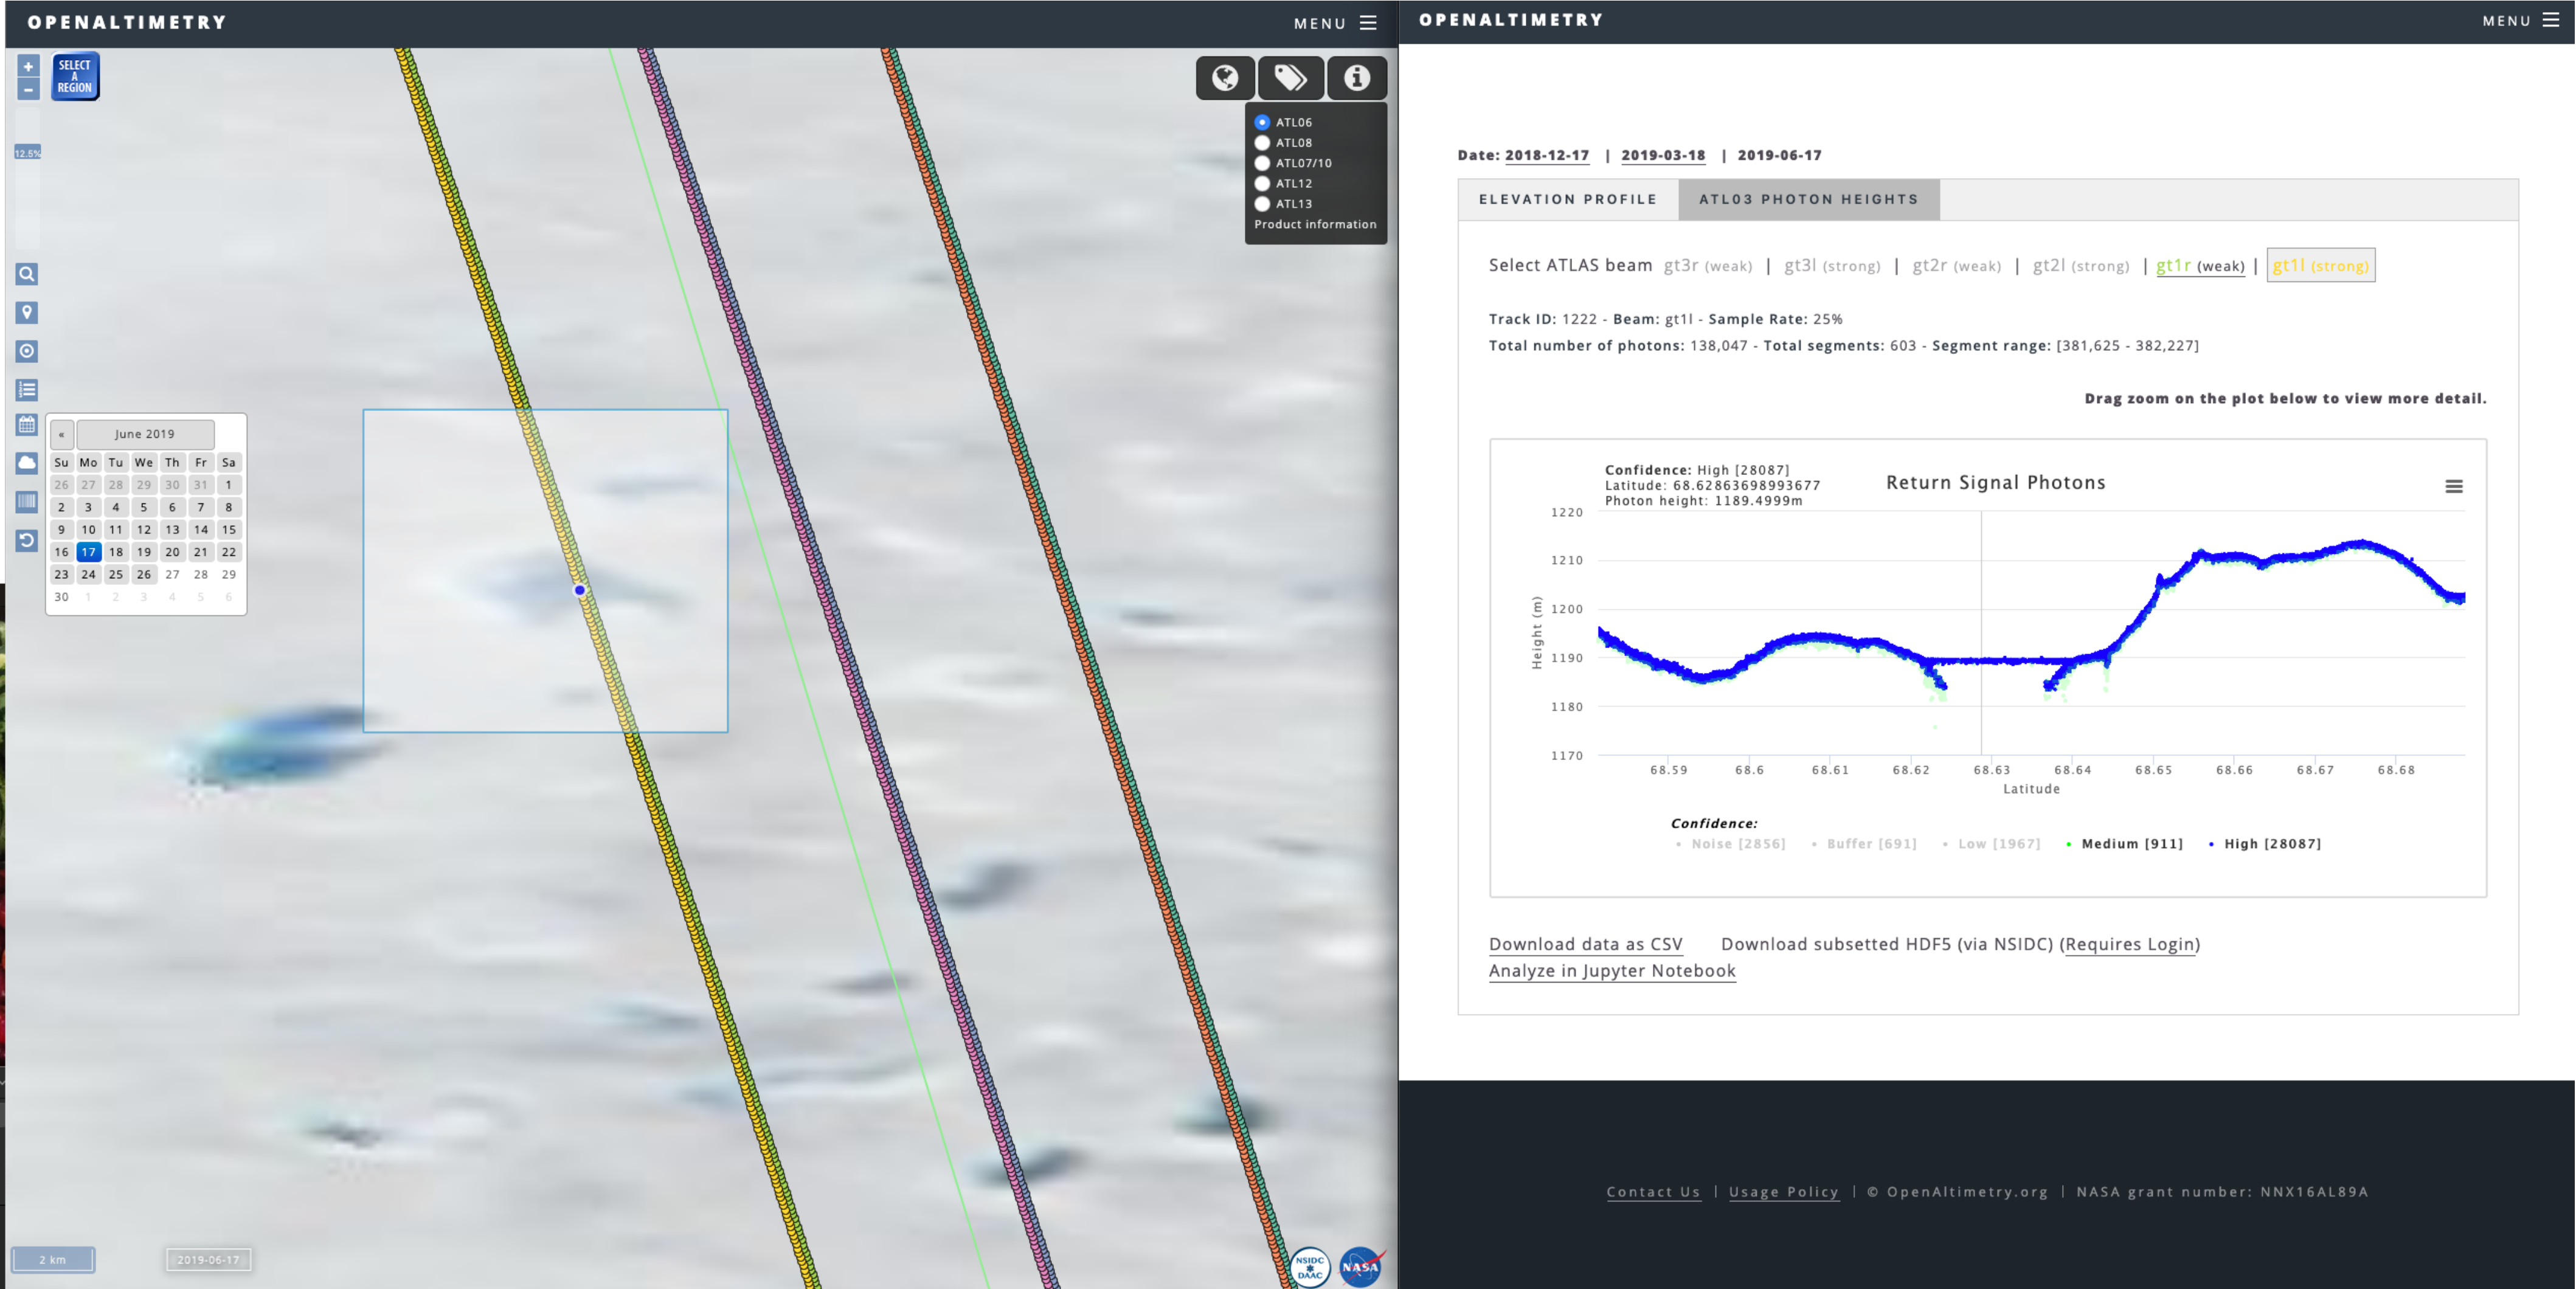 OPENALTIMETRY
MENU
+
−
SELECT
A
REGION
12.5%
ATL06
ATL08
ATL07/10
ATL12
ATL13
Product information
« June 2019
Su Mo Tu We Th Fr Sa
26 27 28 29 30 31 1
2 3 4 5 6 7 8
9 10 11 12 13 14 15
16 17 18 19 20 21 22
23 24 25 26 27 28 29
30 1 2 3 4 5 6
2 km
2019-06-17
NSIDC
DAAC
NASA
OPENALTIMETRY
MENU
Date: 2018-12-17 | 2019-03-18 | 2019-06-17
ELEVATION PROFILE
ATL03 PHOTON HEIGHTS
Select ATLAS beam gt3r (weak) | gt3l (strong) | gt2r (weak) | gt2l (strong) | gt1r (weak) | gt1l (strong)
Track ID: 1222 - Beam: gt1l - Sample Rate: 25%
Total number of photons: 138,047 - Total segments: 603 - Segment range: [381,625 - 382,227]
Drag zoom on the plot below to view more detail.
Confidence: High [28087]
Latitude: 68.62863698993677
Photon height: 1189.4999m
Return Signal Photons
Height (m)
1220
1210
1200
1190
1180
1170
68.59 68.6 68.61 68.62 68.63 68.64 68.65 68.66 68.67 68.68
Latitude
Confidence:
Noise [2856] Buffer [691] Low [1967] Medium [911] High [28087]
Download data as CSV Download subsetted HDF5 (via NSIDC) (Requires Login)
Analyze in Jupyter Notebook
Contact Us | Usage Policy | © OpenAltimetry.org | NASA grant number: NNX16AL89A